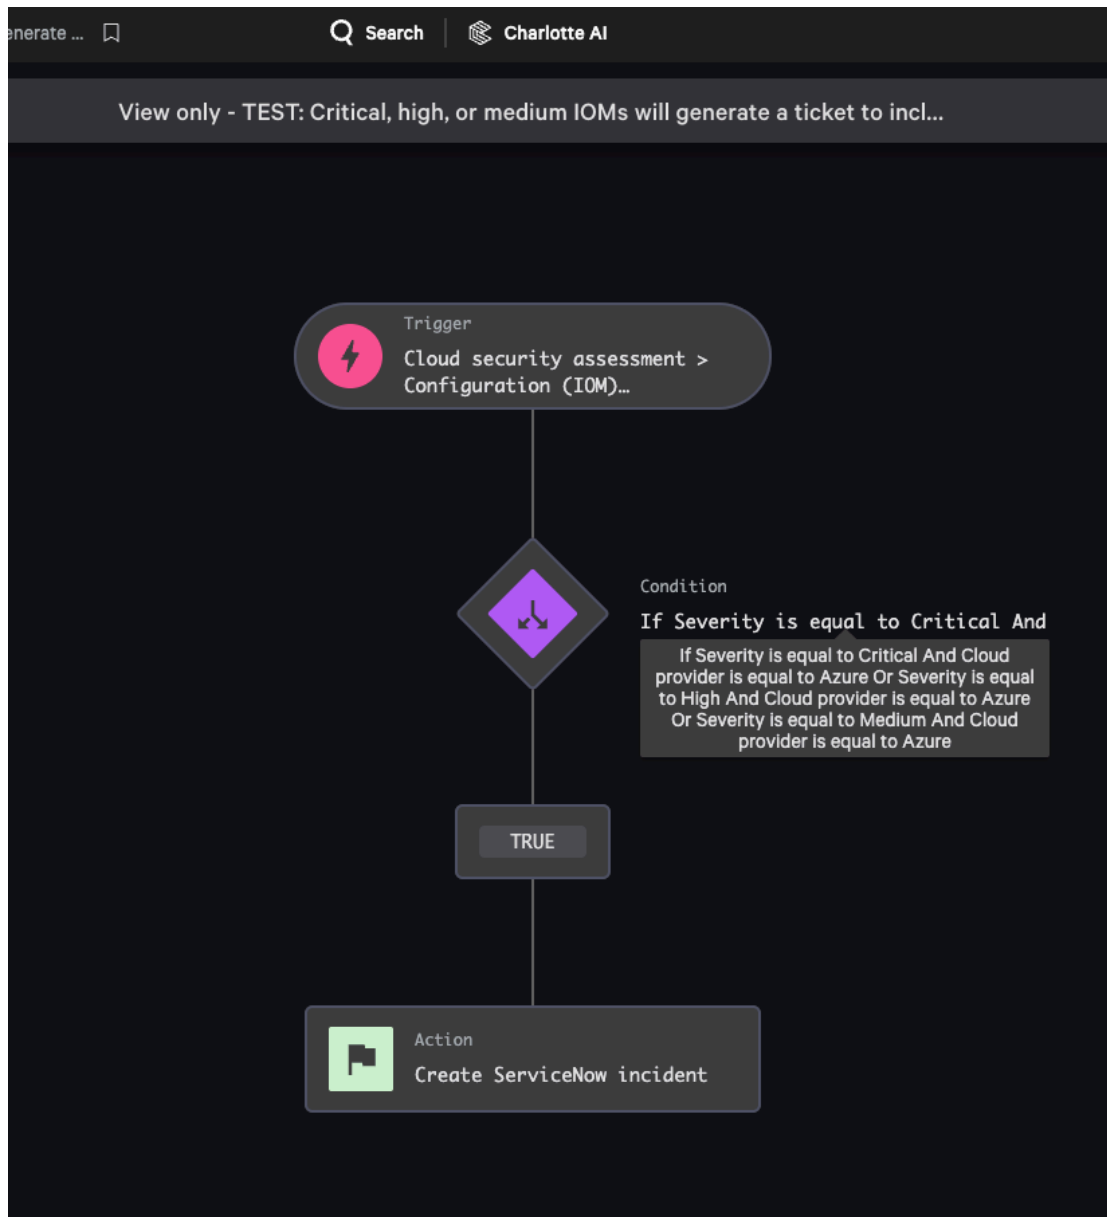 enerate ...
Search
Charlotte AI
View only - TEST: Critical, high, or medium IOMs will generate a ticket to incl...
Trigger
Cloud security assessment >
Configuration (IOM)…
Condition
If Severity is equal to Critical And
If Severity is equal to Critical And Cloud
provider is equal to Azure Or Severity is equal
to High And Cloud provider is equal to Azure
Or Severity is equal to Medium And Cloud
provider is equal to Azure
TRUE
Action
Create ServiceNow incident